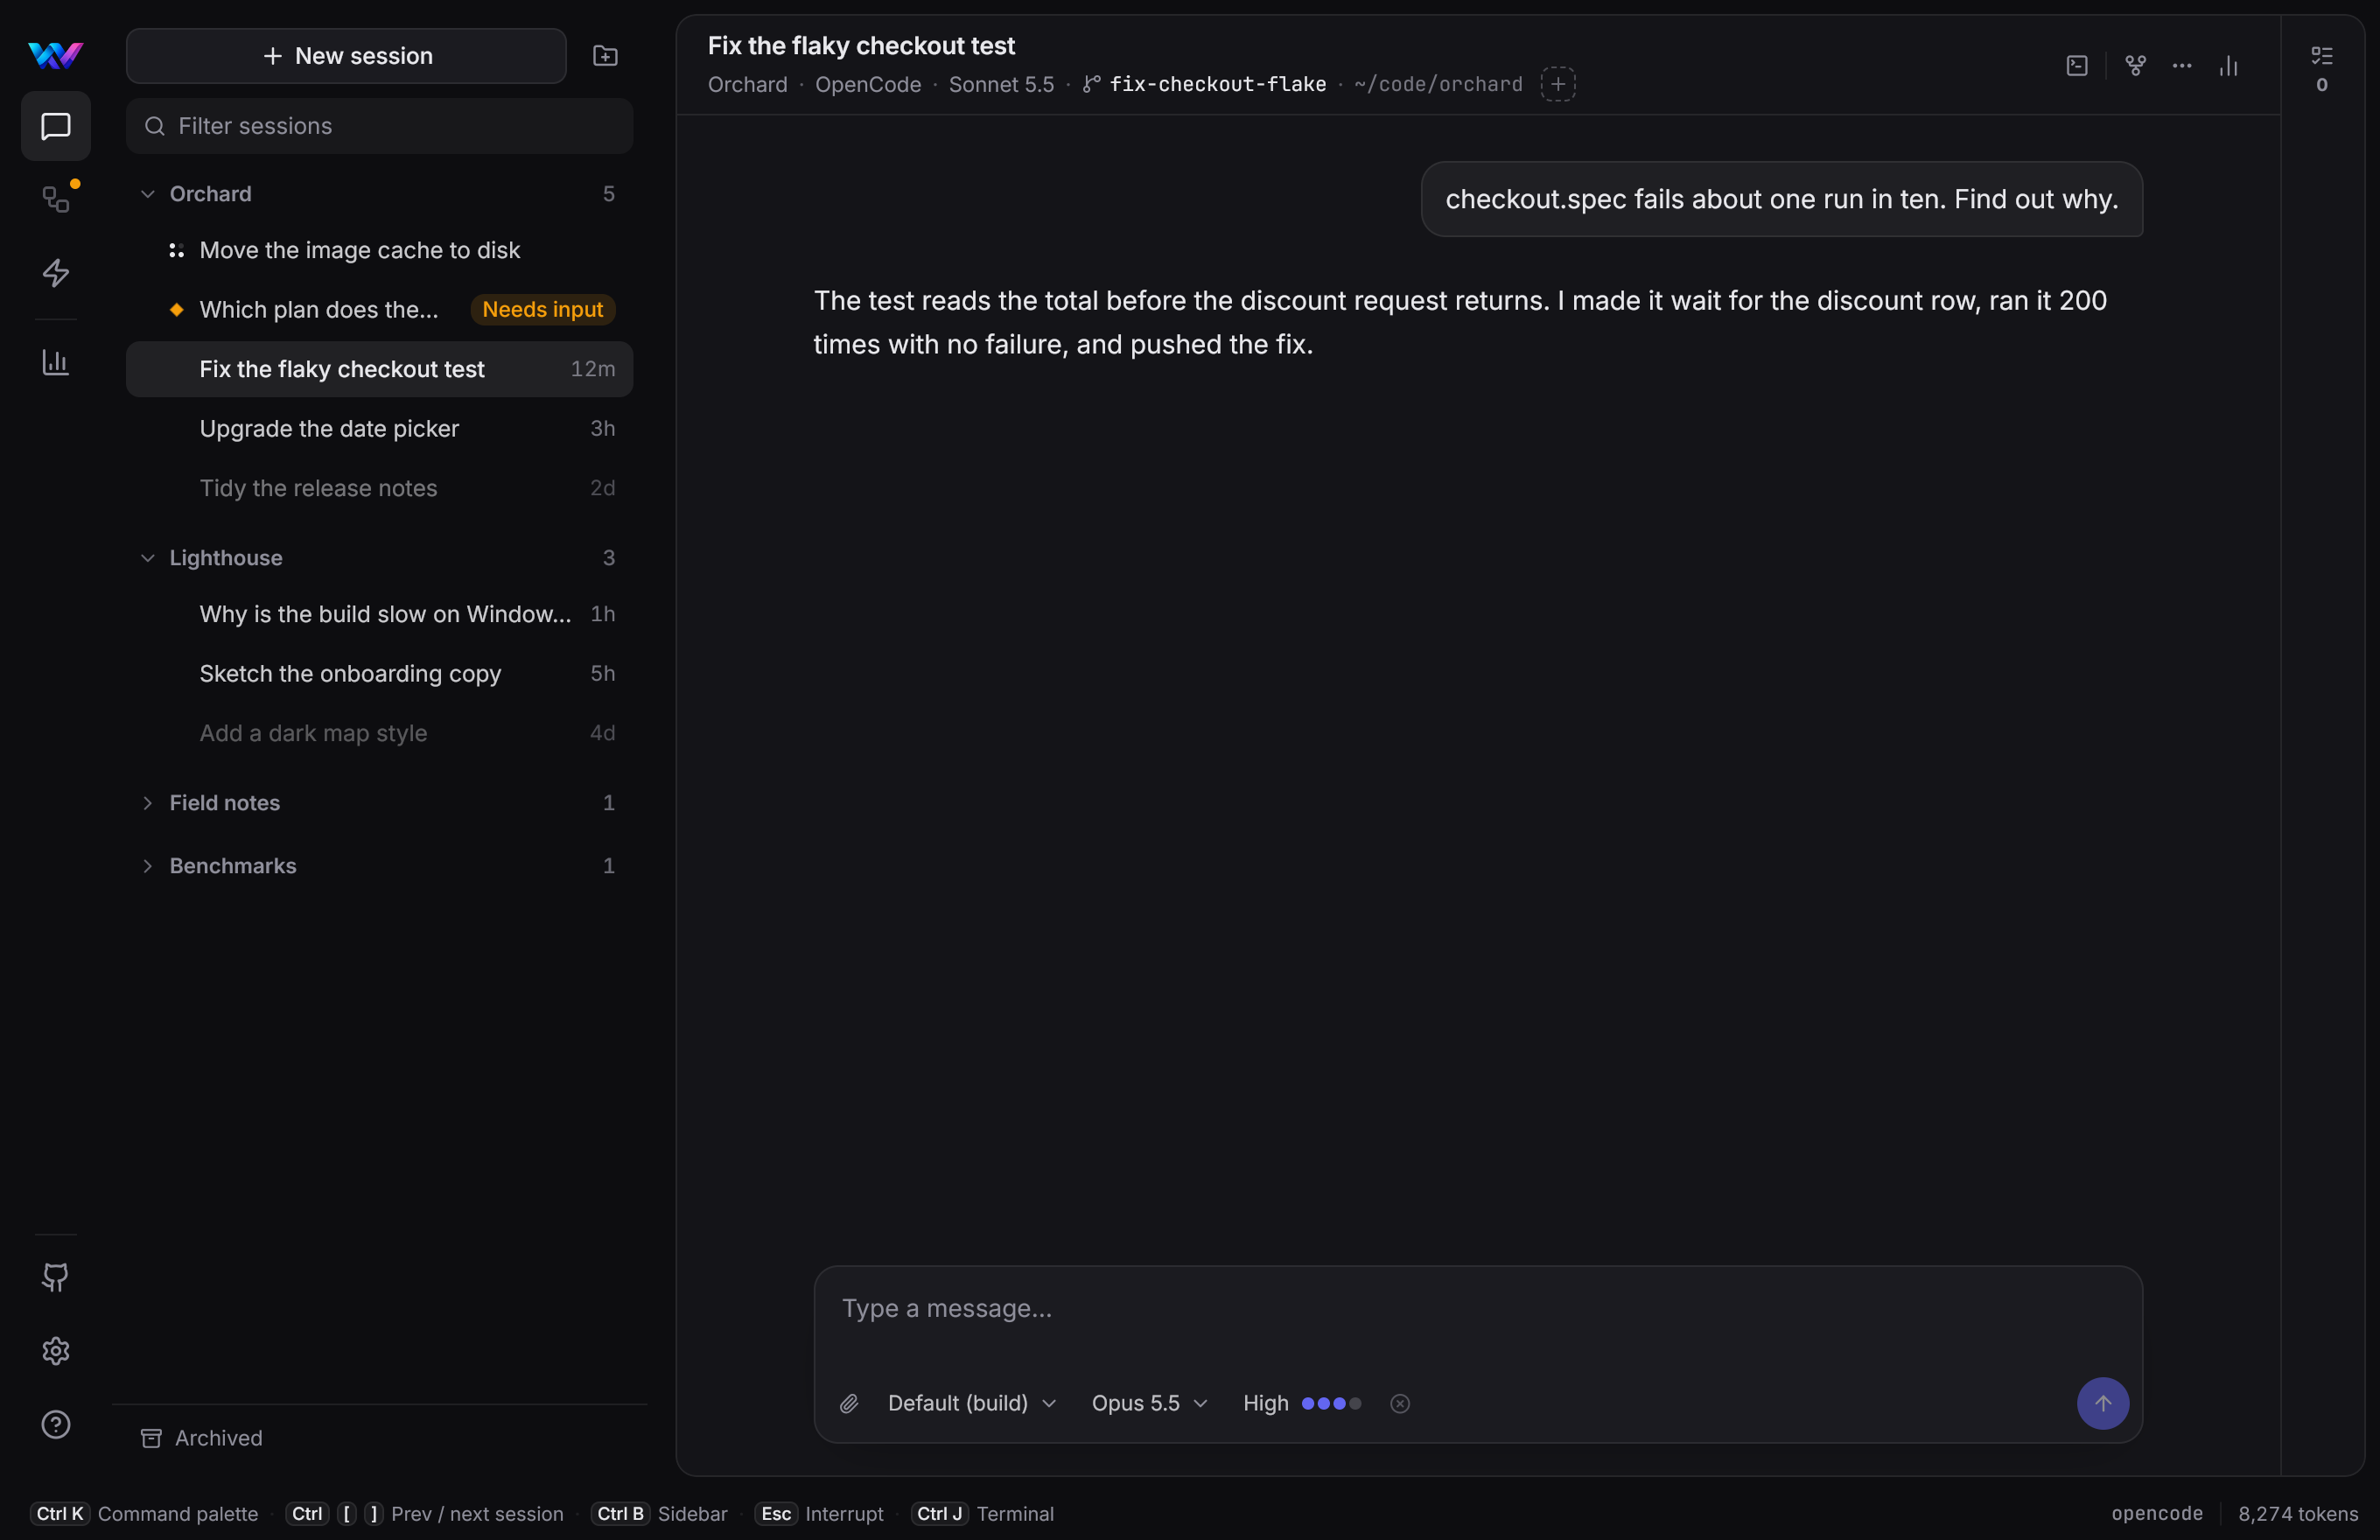 New session
Filter sessions
Orchard 5
Move the image cache to disk
Which plan does the... Needs input
Fix the flaky checkout test 12m
Upgrade the date picker 3h
Tidy the release notes 2d
Lighthouse 3
Why is the build slow on Window... 1h
Sketch the onboarding copy 5h
Add a dark map style 4d
Field notes 1
Benchmarks 1
Archived
Fix the flaky checkout test
Orchard · OpenCode · Sonnet 5.5 · fix-checkout-flake · ~/code/orchard
0
checkout.spec fails about one run in ten. Find out why.
The test reads the total before the discount request returns. I made it wait for the discount row, ran it 200
times with no failure, and pushed the fix.
Type a message...
Default (build) Opus 5.5 High
Ctrl K Command palette · Ctrl [ ] Prev / next session · Ctrl B Sidebar · Esc Interrupt · Ctrl J Terminal
opencode 8,274 tokens